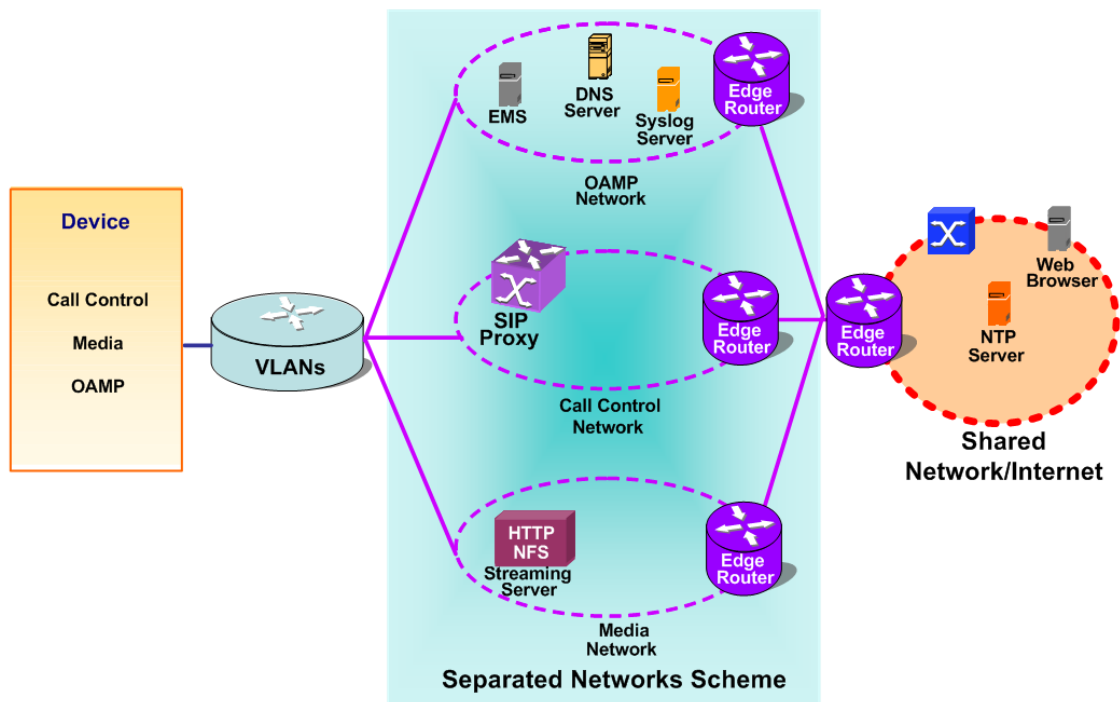 Device
Call Control
Media
OAMP
VLANs
EMS
DNS
Server
Syslog
Server
Edge
Router
OAMP
Network
SIP
Proxy
Edge
Router
Call Control
Network
HTTP
NFS
Streaming
Server
Edge
Router
Media
Network
Separated Networks Scheme
Edge
Router
Web
Browser
NTP
Server
Shared
Network/Internet